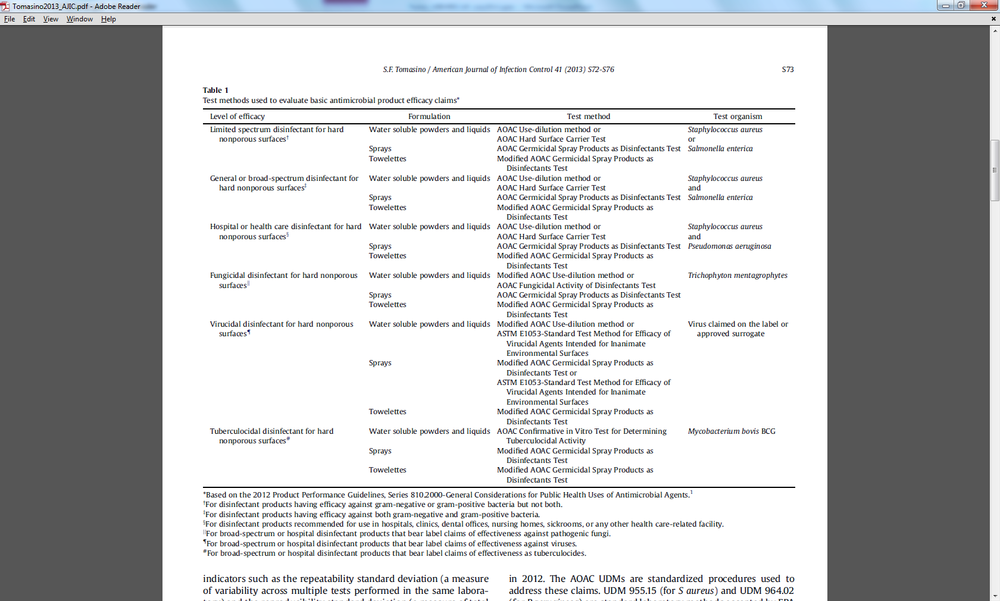 Tomasino2013_AJIC.pdf - Adobe Reader
File Edit View Window Help
S.F. Tomasino / American Journal of Infection Control 41 (2013) S72-S76 S73
Table 1
Test methods used to evaluate basic antimicrobial product efficacy claims*
Level of efficacy Formulation Test method Test organism
Limited spectrum disinfectant for hard Water soluble powders and liquids AOAC Use-dilution method or Staphylococcus aureus
nonporous surfaces† AOAC Hard Surface Carrier Test or
Sprays AOAC Germicidal Spray Products as Disinfectants Test Salmonella enterica
Towelettes Modified AOAC Germicidal Spray Products as
Disinfectants Test
General or broad-spectrum disinfectant for Water soluble powders and liquids AOAC Use-dilution method or Staphylococcus aureus
hard nonporous surfaces‡ AOAC Hard Surface Carrier Test and
Sprays AOAC Germicidal Spray Products as Disinfectants Test Salmonella enterica
Towelettes Modified AOAC Germicidal Spray Products as
Disinfectants Test
Hospital or health care disinfectant for hard Water soluble powders and liquids AOAC Use-dilution method or Staphylococcus aureus
nonporous surfaces§ AOAC Hard Surface Carrier Test and
Sprays AOAC Germicidal Spray Products as Disinfectants Test Pseudomonas aeruginosa
Towelettes Modified AOAC Germicidal Spray Products as
Disinfectants Test
Fungicidal disinfectant for hard nonporous Water soluble powders and liquids Modified AOAC Use-dilution method or Trichophyton mentagrophytes
surfaces‖ AOAC Fungicidal Activity of Disinfectants Test
Sprays AOAC Germicidal Spray Products as Disinfectants Test
Towelettes Modified AOAC Germicidal Spray Products as
Disinfectants Test
Virucidal disinfectant for hard nonporous Water soluble powders and liquids Modified AOAC Use-dilution method or Virus claimed on the label or
surfaces¶ ASTM E1053-Standard Test Method for Efficacy of approved surrogate
Virucidal Agents Intended for Inanimate
Environmental Surfaces
Sprays Modified AOAC Germicidal Spray Products as
Disinfectants Test or
ASTM E1053-Standard Test Method for Efficacy of
Virucidal Agents Intended for Inanimate
Environmental Surfaces
Towelettes Modified AOAC Germicidal Spray Products as
Disinfectants Test
Tuberculocidal disinfectant for hard Water soluble powders and liquids AOAC Confirmative in Vitro Test for Determining Mycobacterium bovis BCG
nonporous surfaces# Tuberculocidal Activity
Sprays Modified AOAC Germicidal Spray Products as
Disinfectants Test
Towelettes Modified AOAC Germicidal Spray Products as
Disinfectants Test
*Based on the 2012 Product Performance Guidelines, Series 810.2000-General Considerations for Public Health Uses of Antimicrobial Agents.1
†For disinfectant products having efficacy against gram-negative or gram-positive bacteria but not both.
‡For disinfectant products having efficacy against both gram-negative and gram-positive bacteria.
§For disinfectant products recommended for use in hospitals, clinics, dental offices, nursing homes, sickrooms, or any other health care-related facility.
‖For broad-spectrum or hospital disinfectant products that bear label claims of effectiveness against pathogenic fungi.
¶For broad-spectrum or hospital disinfectant products that bear label claims of effectiveness against viruses.
#For broad-spectrum or hospital disinfectant products that bear label claims of effectiveness as tuberculocides.
indicators such as the repeatability standard deviation (a measure
of variability across multiple tests performed in the same labora-
in 2012. The AOAC UDMs are standardized procedures used to
address these claims. UDM 955.15 (for S aureus) and UDM 964.02